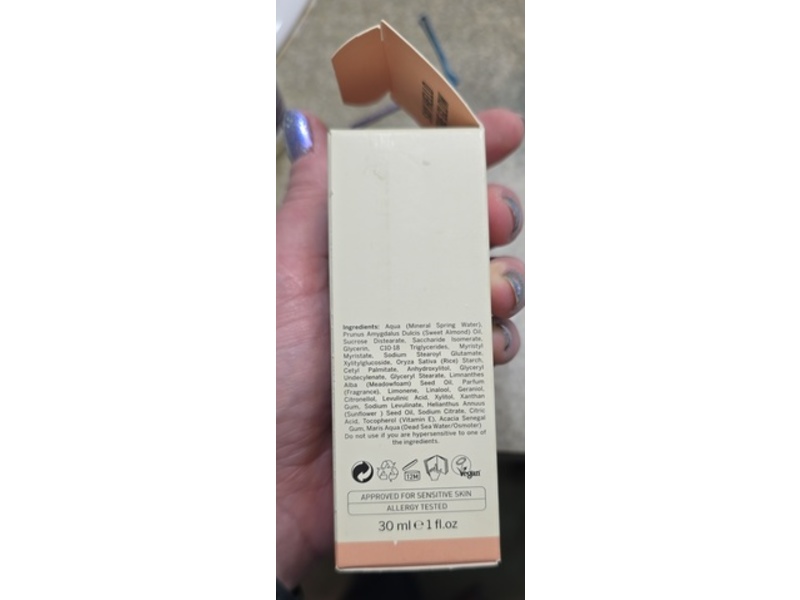 HELLO
Ingredients: Aqua (Mineral Spring Water),
Prunus Amygdalus Dulcis (Sweet Almond) Oil,
Sucrose Distearate, Saccharide Isomerate,
Glycerin, C10-18 Triglycerides, Myristyl
Myristate, Sodium Stearoyl Glutamate,
Xylitylglucoside, Oryza Sativa (Rice) Starch,
Cetyl Palmitate, Anhydroxylitol, Glyceryl
Undecylenate, Glyceryl Stearate, Limnanthes
Alba (Meadowfoam) Seed Oil, Parfum
(Fragrance), Limonene, Linalool, Geraniol,
Citronellol, Levulinic Acid, Xylitol, Xanthan
Gum, Sodium Levulinate, Helianthus Annuus
(Sunflower ) Seed Oil, Sodium Citrate, Citric
Acid, Tocopherol (Vitamin E), Acacia Senegal
Gum, Maris Aqua (Dead Sea Water/Osmoter)
Do not use if you are hypersensitive to one of
the ingredients.
12M
Vegan
APPROVED FOR SENSITIVE SKIN
ALLERGY TESTED
30 ml ℮ 1 fl.oz